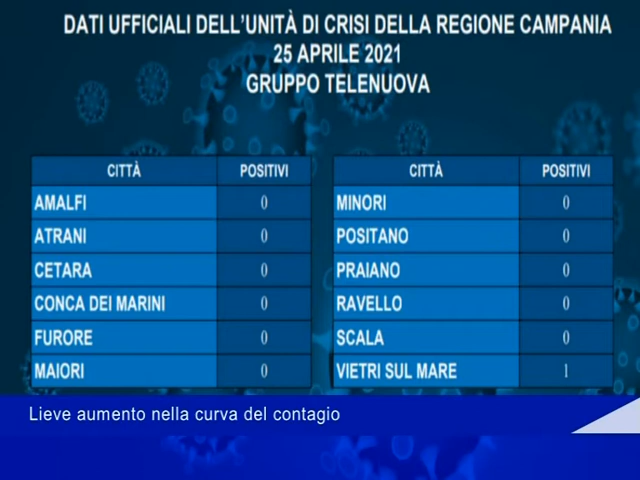 DATI UFFICIALI DELL'UNITÀ DI CRISI DELLA REGIONE CAMPANIA
25 APRILE 2021
GRUPPO TELENUOVA
CITTÀ POSITIVI
AMALFI 0
ATRANI 0
CETARA 0
CONCA DEI MARINI 0
FURORE 0
MAIORI 0
CITTÀ POSITIVI
MINORI 0
POSITANO 0
PRAIANO 0
RAVELLO 0
SCALA 0
VIETRI SUL MARE 1
Lieve aumento nella curva del contagio